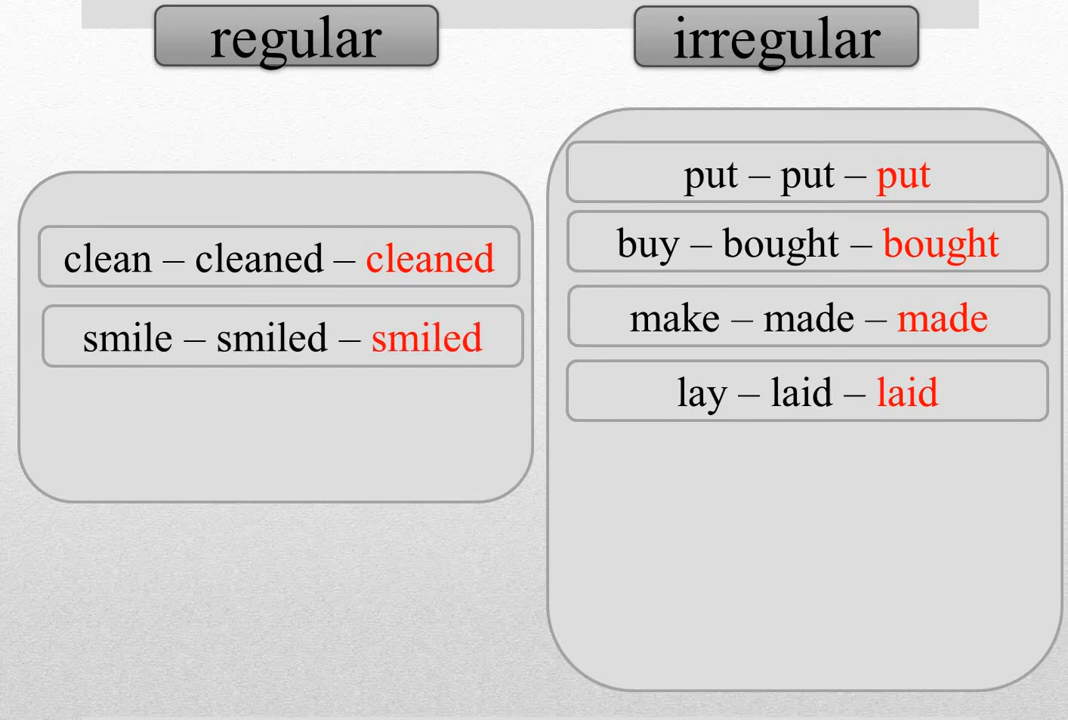 regular
irregular
clean – cleaned – cleaned
smile – smiled – smiled
put – put – put
buy – bought – bought
make – made – made
lay – laid – laid